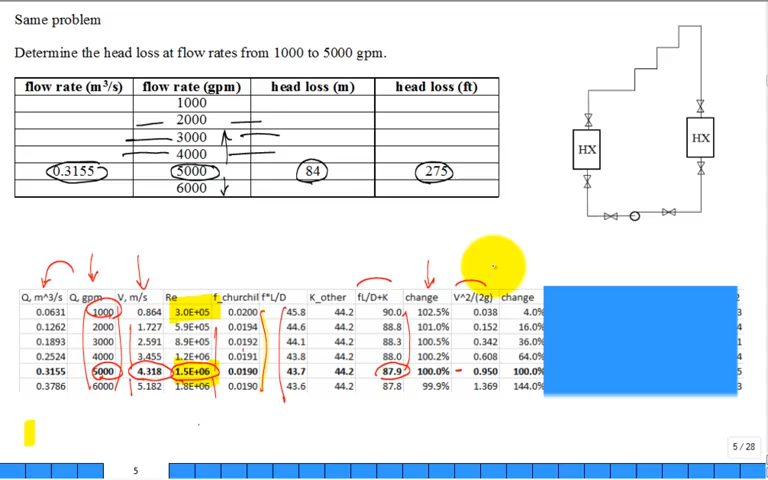 Same problem
Determine the head loss at flow rates from 1000 to 5000 gpm.
flow rate (m³/s) flow rate (gpm) head loss (m) head loss (ft)
1000
2000
3000
4000
0.3155 5000 84 275
6000
HX
HX
Q, m^3/s Q, gpm V, m/s Re f_churchil f*L/D K_other fL/D+K change V^2/(2g) change
0.0631 1000 0.864 3.0E+05 0.0200 45.8 44.2 90.0 102.5% 0.038 4.0% 3
0.1262 2000 1.727 5.9E+05 0.0194 44.6 44.2 88.8 101.0% 0.152 16.0%
0.1893 3000 2.591 8.9E+05 0.0192 44.1 44.2 88.3 100.5% 0.342 36.0%
0.2524 4000 3.455 1.2E+06 0.0191 43.8 44.2 88.0 100.2% 0.608 64.0%
0.3155 5000 4.318 1.5E+06 0.0190 43.7 44.2 87.9 100.0% 0.950 100.0% 5
0.3786 6000 5.182 1.8E+06 0.0190 43.6 44.2 87.8 99.9% 1.369 144.0% 3
5 / 28
5